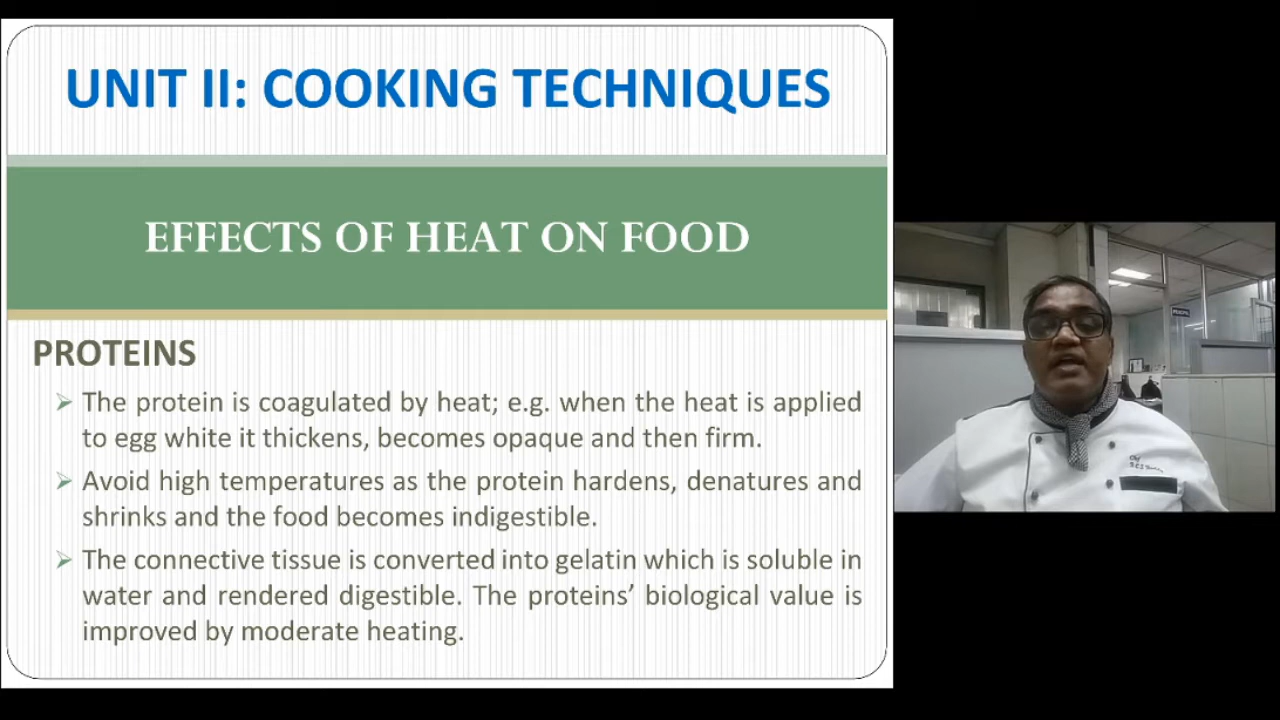 UNIT II: COOKING TECHNIQUES
EFFECTS OF HEAT ON FOOD
PROTEINS
➢ The protein is coagulated by heat; e.g. when the heat is applied
to egg white it thickens, becomes opaque and then firm.
➢ Avoid high temperatures as the protein hardens, denatures and
shrinks and the food becomes indigestible.
➢ The connective tissue is converted into gelatin which is soluble in
water and rendered digestible. The proteins’ biological value is
improved by moderate heating.